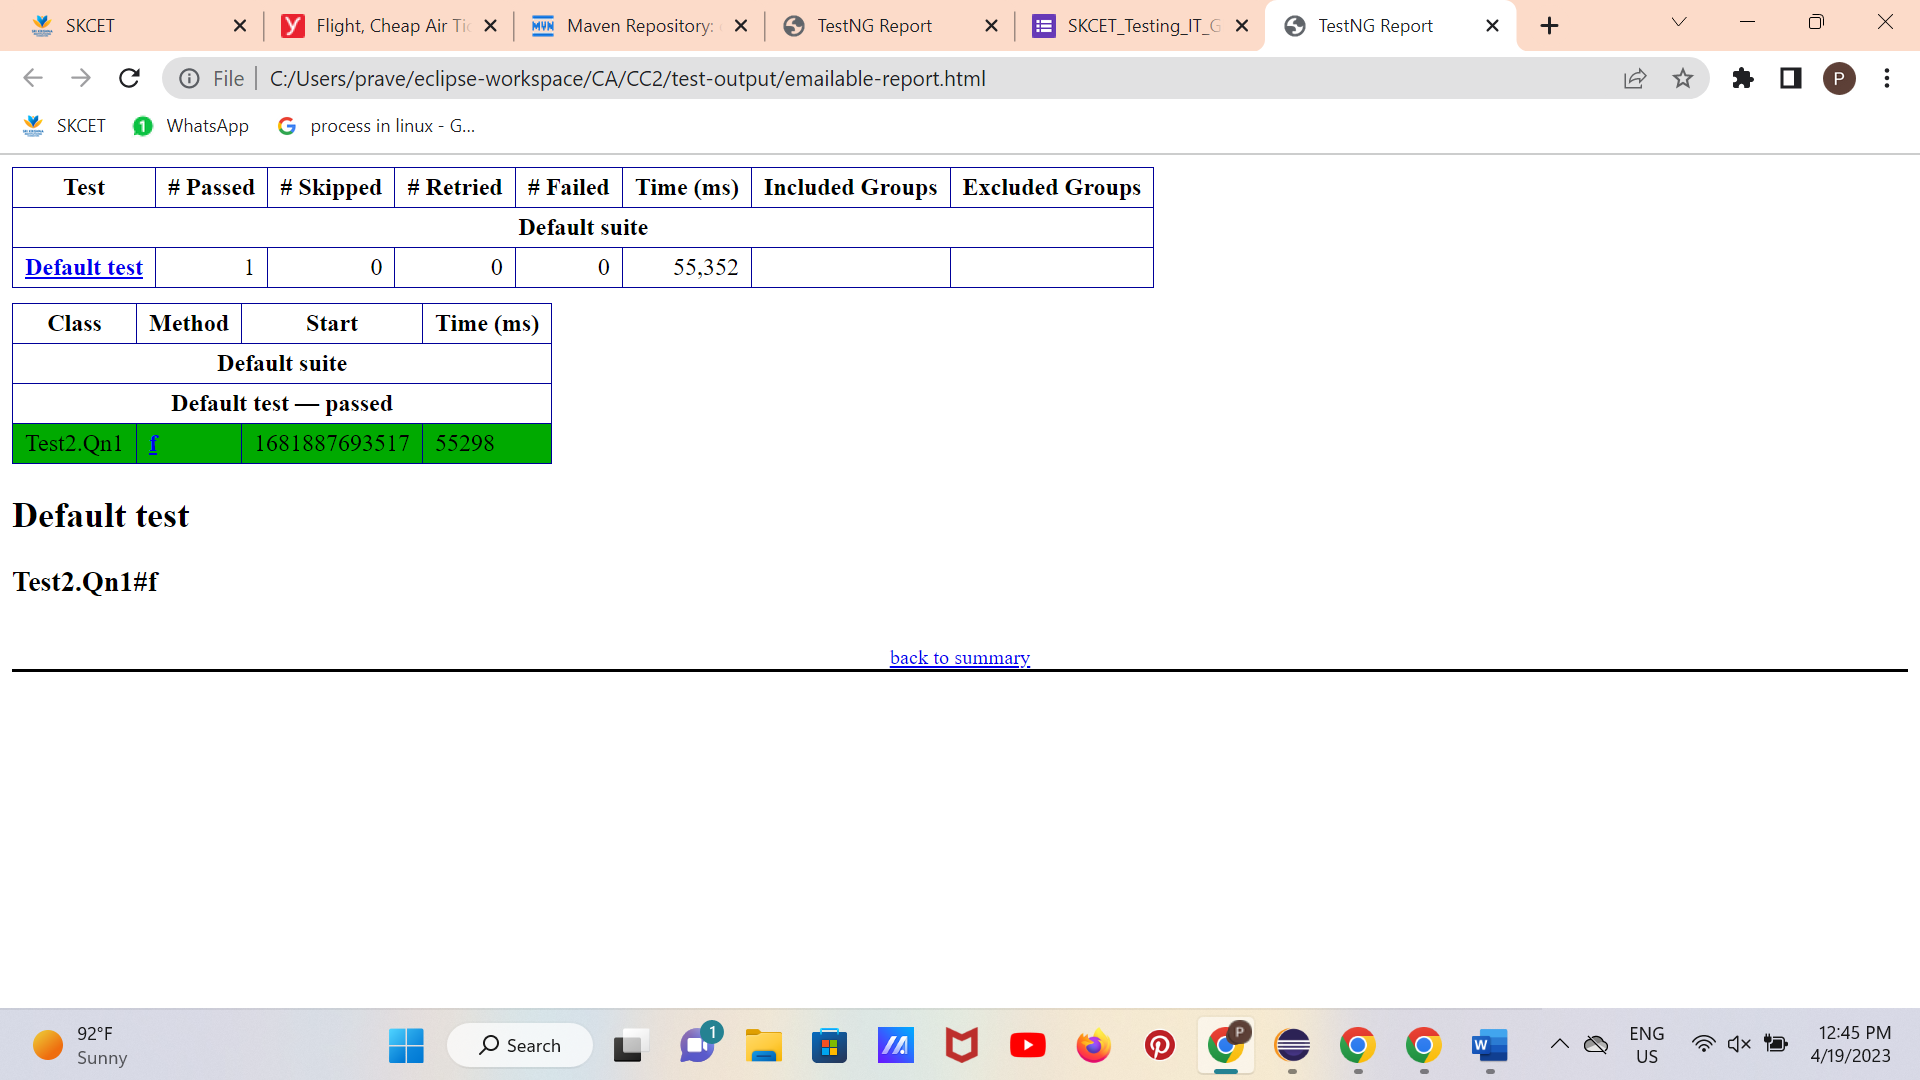 SKCET
Flight, Cheap Air Tic
Maven Repository:
TestNG Report
SKCET_Testing_IT_G
TestNG Report
File
C:/Users/prave/eclipse-workspace/CA/CC2/test-output/emailable-report.html
P
SKCET
1
WhatsApp
process in linux - G...
Test # Passed # Skipped # Retried # Failed Time (ms) Included Groups Excluded Groups
Default suite
Default test 1 0 0 0 55,352
Class Method Start Time (ms)
Default suite
Default test — passed
Test2.Qn1 f 1681887693517 55298
Default test
Test2.Qn1#f
back to summary
92°F
Sunny
Search
1
P
W
ENG
US
12:45 PM
4/19/2023